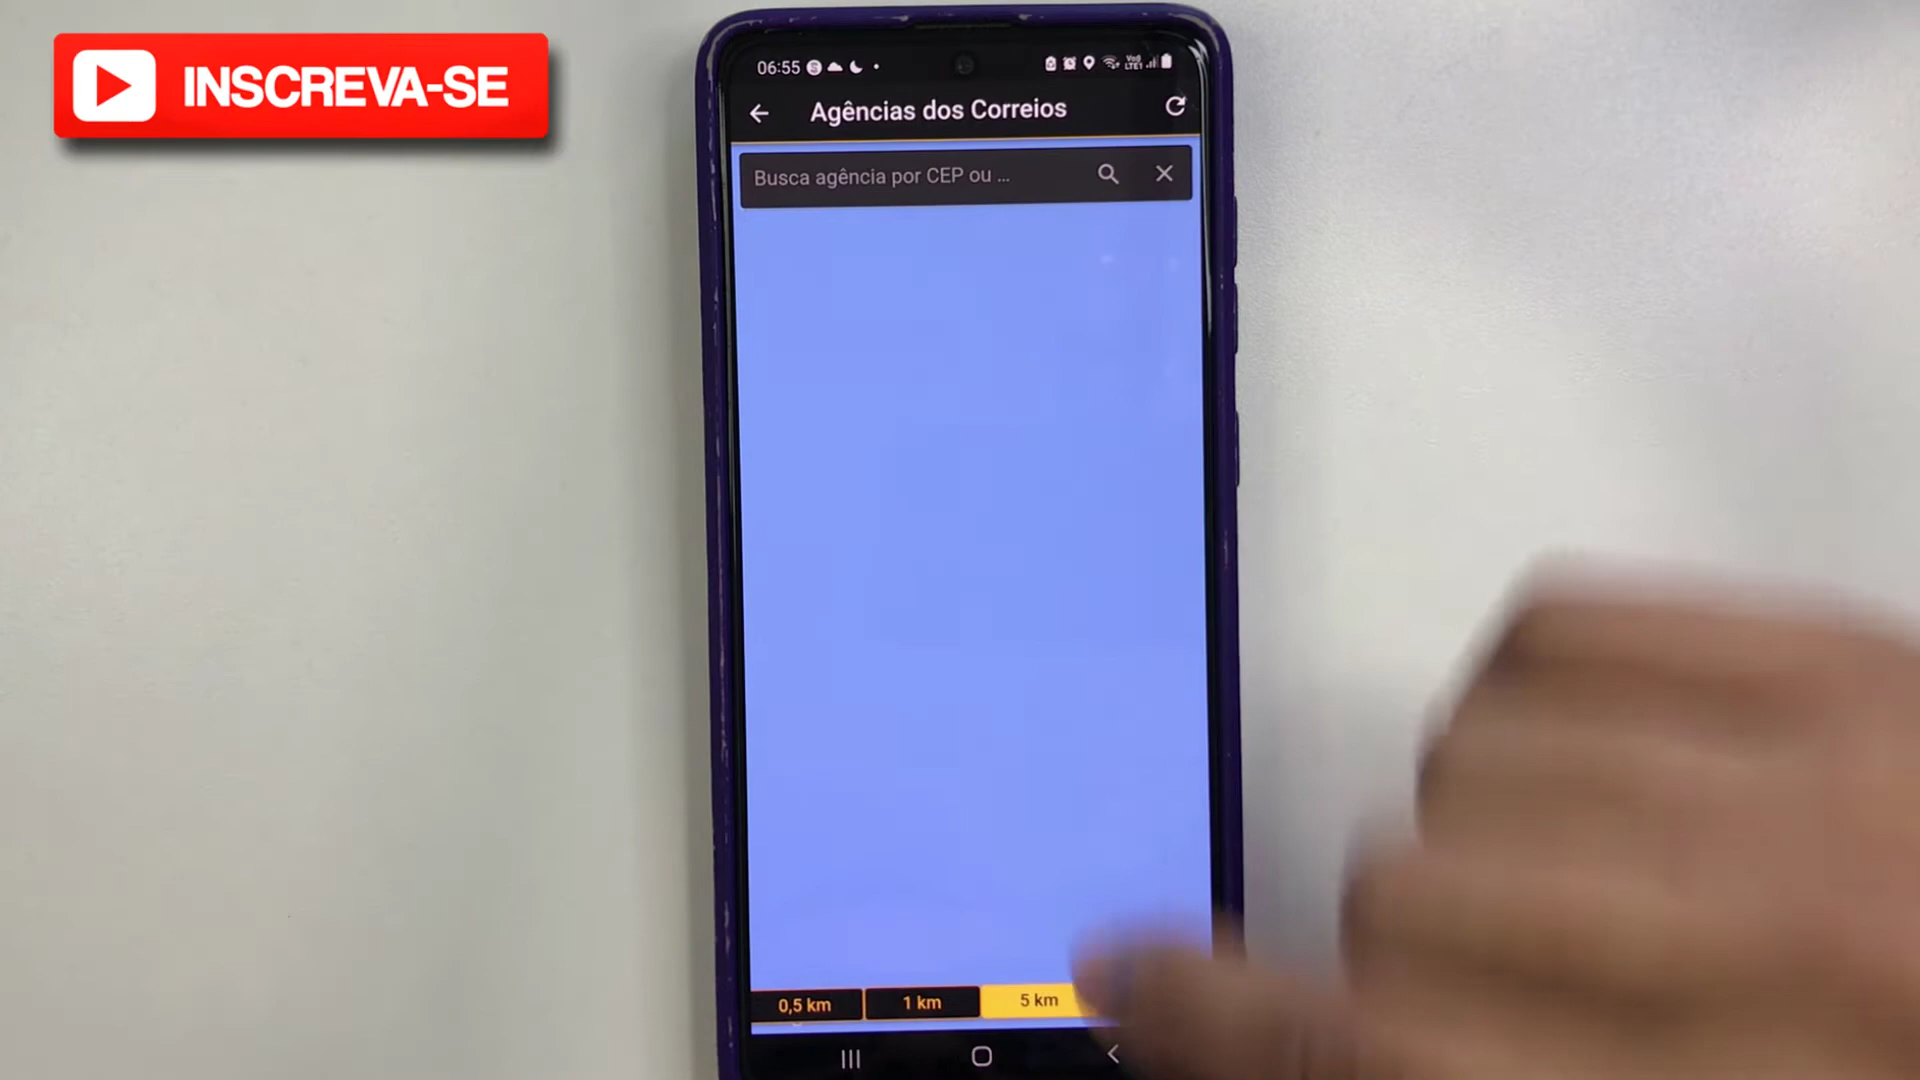 INSCREVA-SE
06:55
Agências dos Correios
Busca agência por CEP ou ...
0,5 km
1 km
5 km